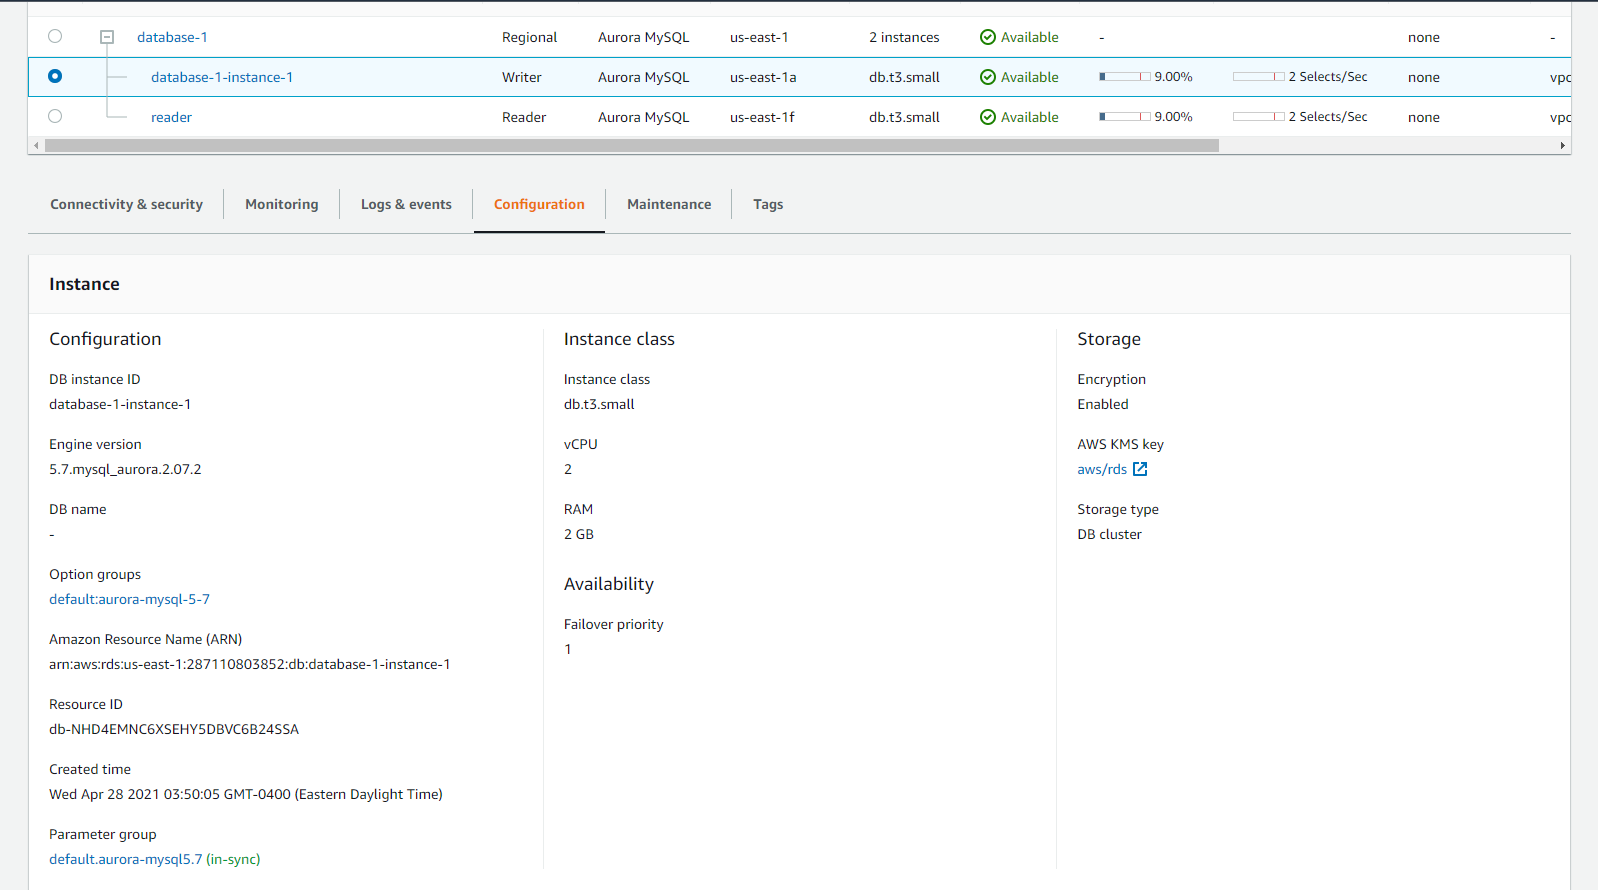 database-1 Regional Aurora MySQL us-east-1 2 instances Available - none -
database-1-instance-1 Writer Aurora MySQL us-east-1a db.t3.small Available 9.00% 2 Selects/Sec none vpc
reader Reader Aurora MySQL us-east-1f db.t3.small Available 9.00% 2 Selects/Sec none vpc
Connectivity & security Monitoring Logs & events Configuration Maintenance Tags
Instance
Configuration
DB instance ID
database-1-instance-1
Engine version
5.7.mysql_aurora.2.07.2
DB name
-
Option groups
default:aurora-mysql-5-7
Amazon Resource Name (ARN)
arn:aws:rds:us-east-1:287110803852:db:database-1-instance-1
Resource ID
db-NHD4EMNC6XSEHY5DBVC6B24SSA
Created time
Wed Apr 28 2021 03:50:05 GMT-0400 (Eastern Daylight Time)
Parameter group
default.aurora-mysql5.7 (in-sync)
Instance class
Instance class
db.t3.small
vCPU
2
RAM
2 GB
Availability
Failover priority
1
Storage
Encryption
Enabled
AWS KMS key
aws/rds
Storage type
DB cluster